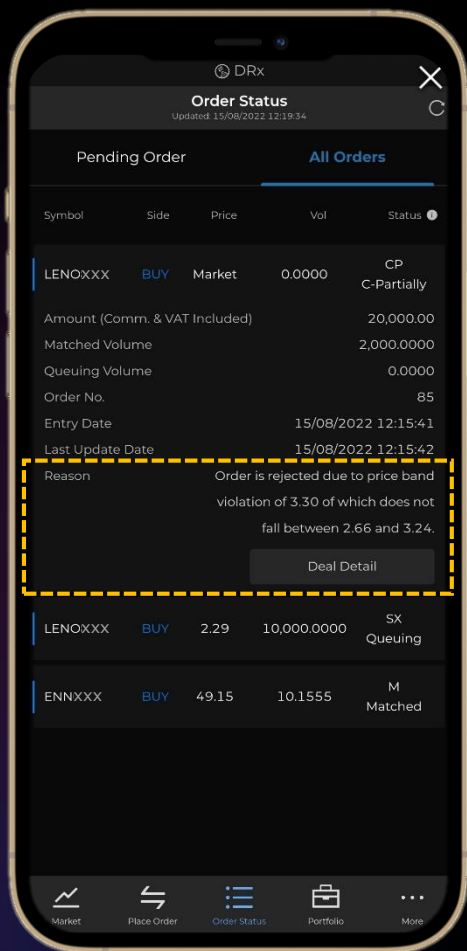 DRx
Order Status
Updated: 15/08/2022 12:19:34
Pending Order All Orders
Symbol Side Price Vol Status
LENOXXX BUY Market 0.0000 CP C-Partially
Amount (Comm. & VAT Included) 20,000.00
Matched Volume 2,000.0000
Queuing Volume 0.0000
Order No. 85
Entry Date 15/08/2022 12:15:41
Last Update Date 15/08/2022 12:15:42
Reason Order is rejected due to price band
violation of 3.30 of which does not
fall between 2.66 and 3.24.
Deal Detail
LENOXXX BUY 2.29 10,000.0000 SX Queuing
ENNXXX BUY 49.15 10.1555 M Matched
Market Place Order Order Status Portfolio More